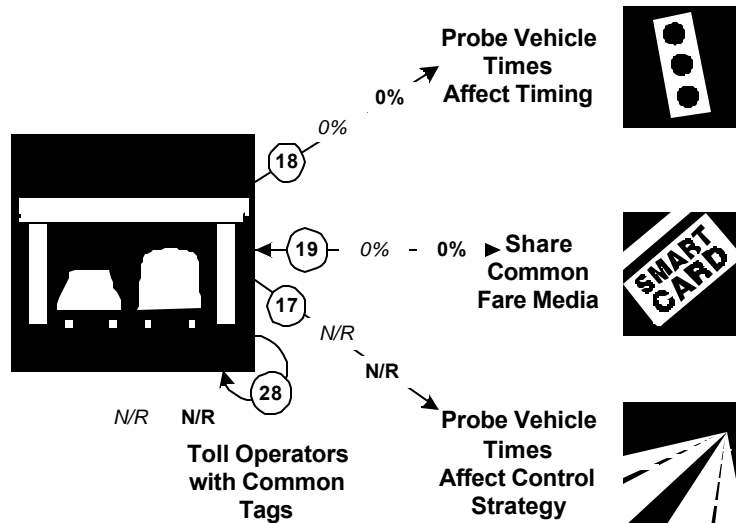 Probe Vehicle
Times
Affect Timing
0%
0%
18
19
0%
0%
Share
Common
Fare Media
SMART
CARD
17
N/R
N/R
28
N/R N/R
Toll Operators
with Common
Tags
Probe Vehicle
Times
Affect Control
Strategy